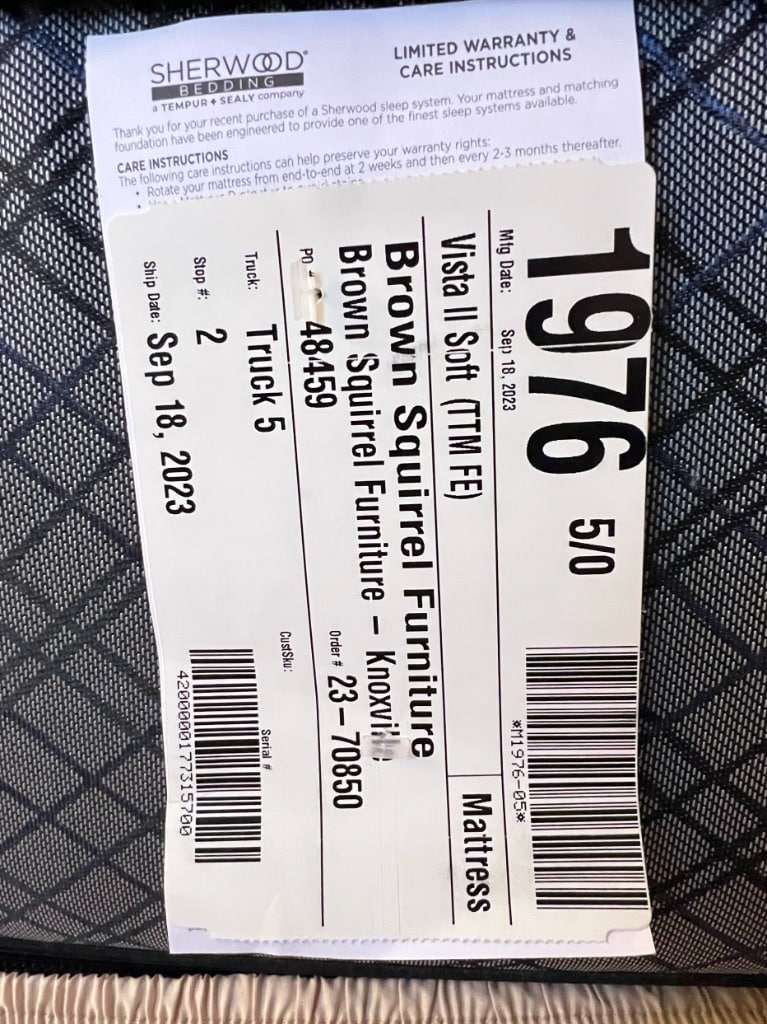 SHERWOOD®
BEDDING
a TEMPUR + SEALY company
LIMITED WARRANTY &
CARE INSTRUCTIONS
Thank you for your recent purchase of a Sherwood sleep system. Your mattress and matching
foundation have been engineered to provide one of the finest sleep systems available.
CARE INSTRUCTIONS
The following care instructions can help preserve your warranty rights:
• Rotate your mattress from end-to-end at 2 weeks and then every 2-3 months thereafter.
1976 5/0
*M1976-05*
Mfg Date: Sep 18, 2023
Vista II Soft (TTM FE) Mattress
Brown Squirrel Furniture
Brown Squirrel Furniture - Knoxville
PO # 48459 Order # 23-70850
Truck: Truck 5 CustSku:
Stop #: 2 Serial #
Ship Date: Sep 18, 2023
4200000177315700